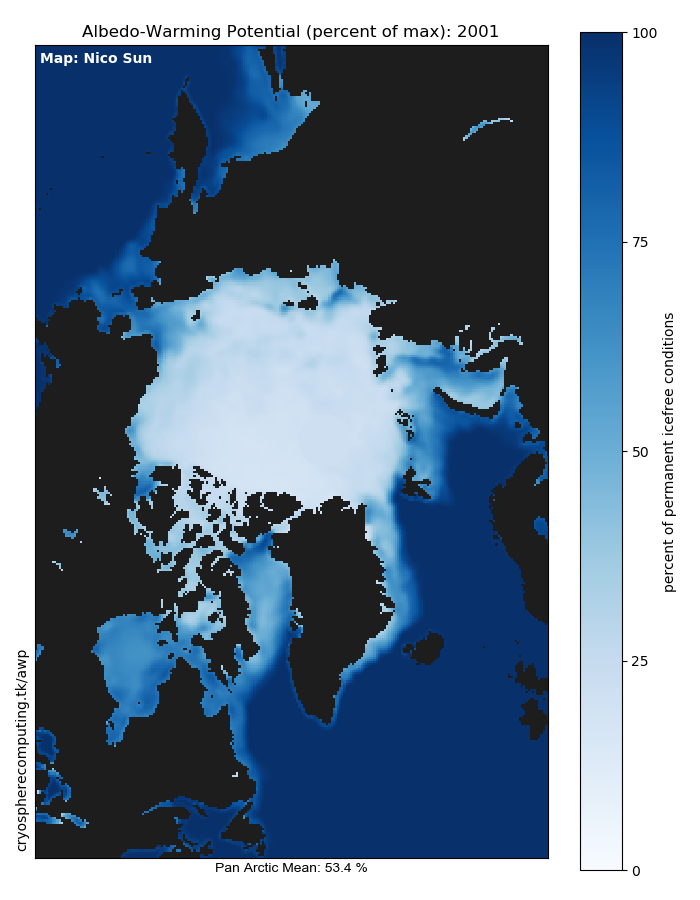 Albedo-Warming Potential (percent of max): 2001
Map: Nico Sun
100
75
50
25
0
percent of permanent icefree conditions
cryospherecomputing.tk/awp
Pan Arctic Mean: 53.4 %